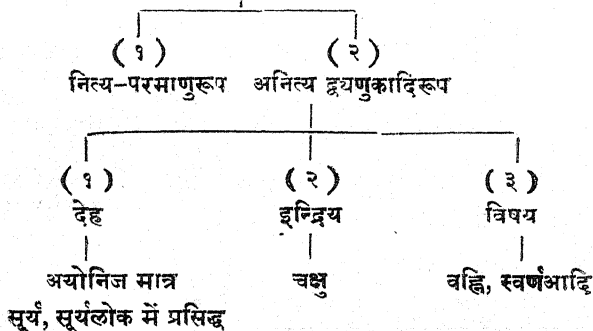 (१) (२)
नित्य-परमाणुरूप अनित्य द्व्यणुकादिरूप
(१) (२) (३)
देह इन्द्रिय विषय
अयोनिज मात्र चक्षु वह्नि, स्वर्णआदि
सूर्य, सूर्यलोक में प्रसिद्ध